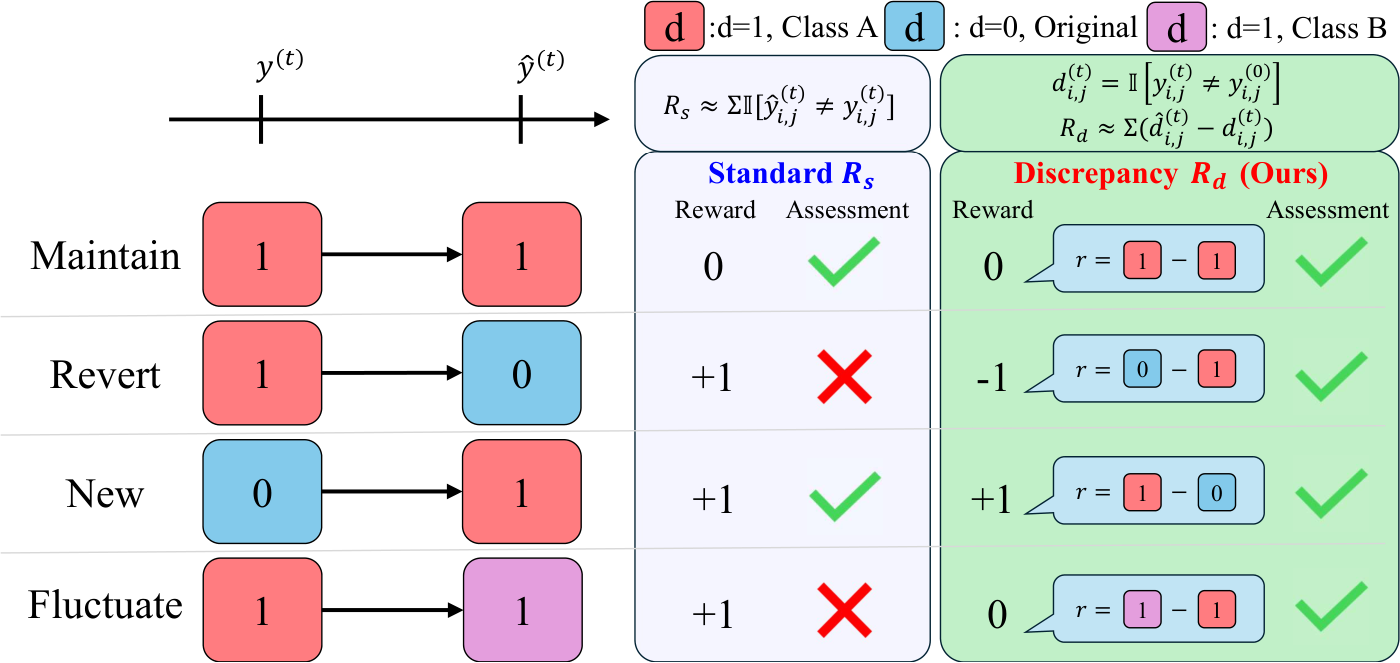 d :d=1, Class A d : d=0, Original d : d=1, Class B
y^{(t)} ŷ^{(t)}
R_s ≈ Σ𝕀[ŷ_{i,j}^{(t)} ≠ y_{i,j}^{(t)}]
d_{i,j}^{(t)} = 𝕀[y_{i,j}^{(t)} ≠ y_{i,j}^{(0)}]
R_d ≈ Σ(d̂_{i,j}^{(t)} − d_{i,j}^{(t)})
Standard R_s Discrepancy R_d (Ours)
Reward Assessment Reward Assessment
Maintain 1 1 0 0 r = 1 − 1
Revert 1 0 +1 -1 r = 0 − 1
New 0 1 +1 +1 r = 1 − 0
Fluctuate 1 1 +1 0 r = 1 − 1